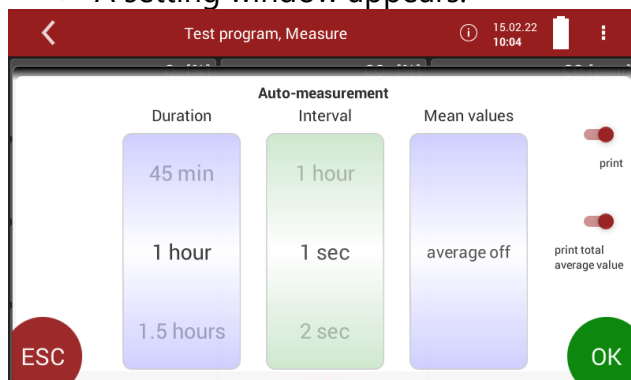 A setting window appears.
Test program, Measure
15.02.22
10:04
Auto-measurement
Duration Interval Mean values
45 min 1 hour
print
1 hour 1 sec average off
print total
average value
1.5 hours 2 sec
ESC OK